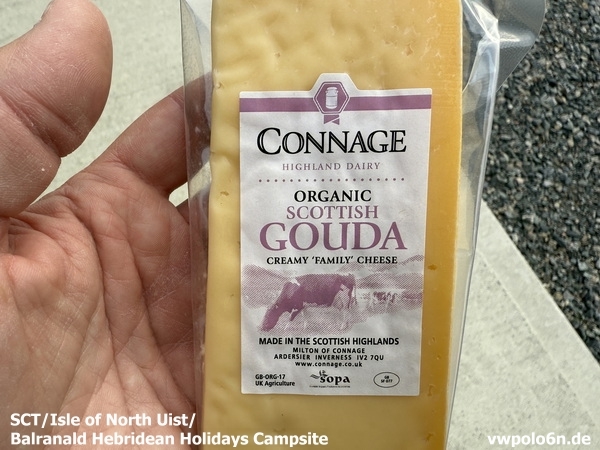 CONNAGE
HIGHLAND DAIRY
ORGANIC
SCOTTISH
GOUDA
CREAMY 'FAMILY' CHEESE
MADE IN THE SCOTTISH HIGHLANDS
MILTON OF CONNAGE
ARDERSIER INVERNESS IV2 7QU
www.connage.co.uk
GB-ORG-17
UK Agriculture
sopa
SCT/Isle of North Uist/
Balranald Hebridean Holidays Campsite
vwpolo6n.de